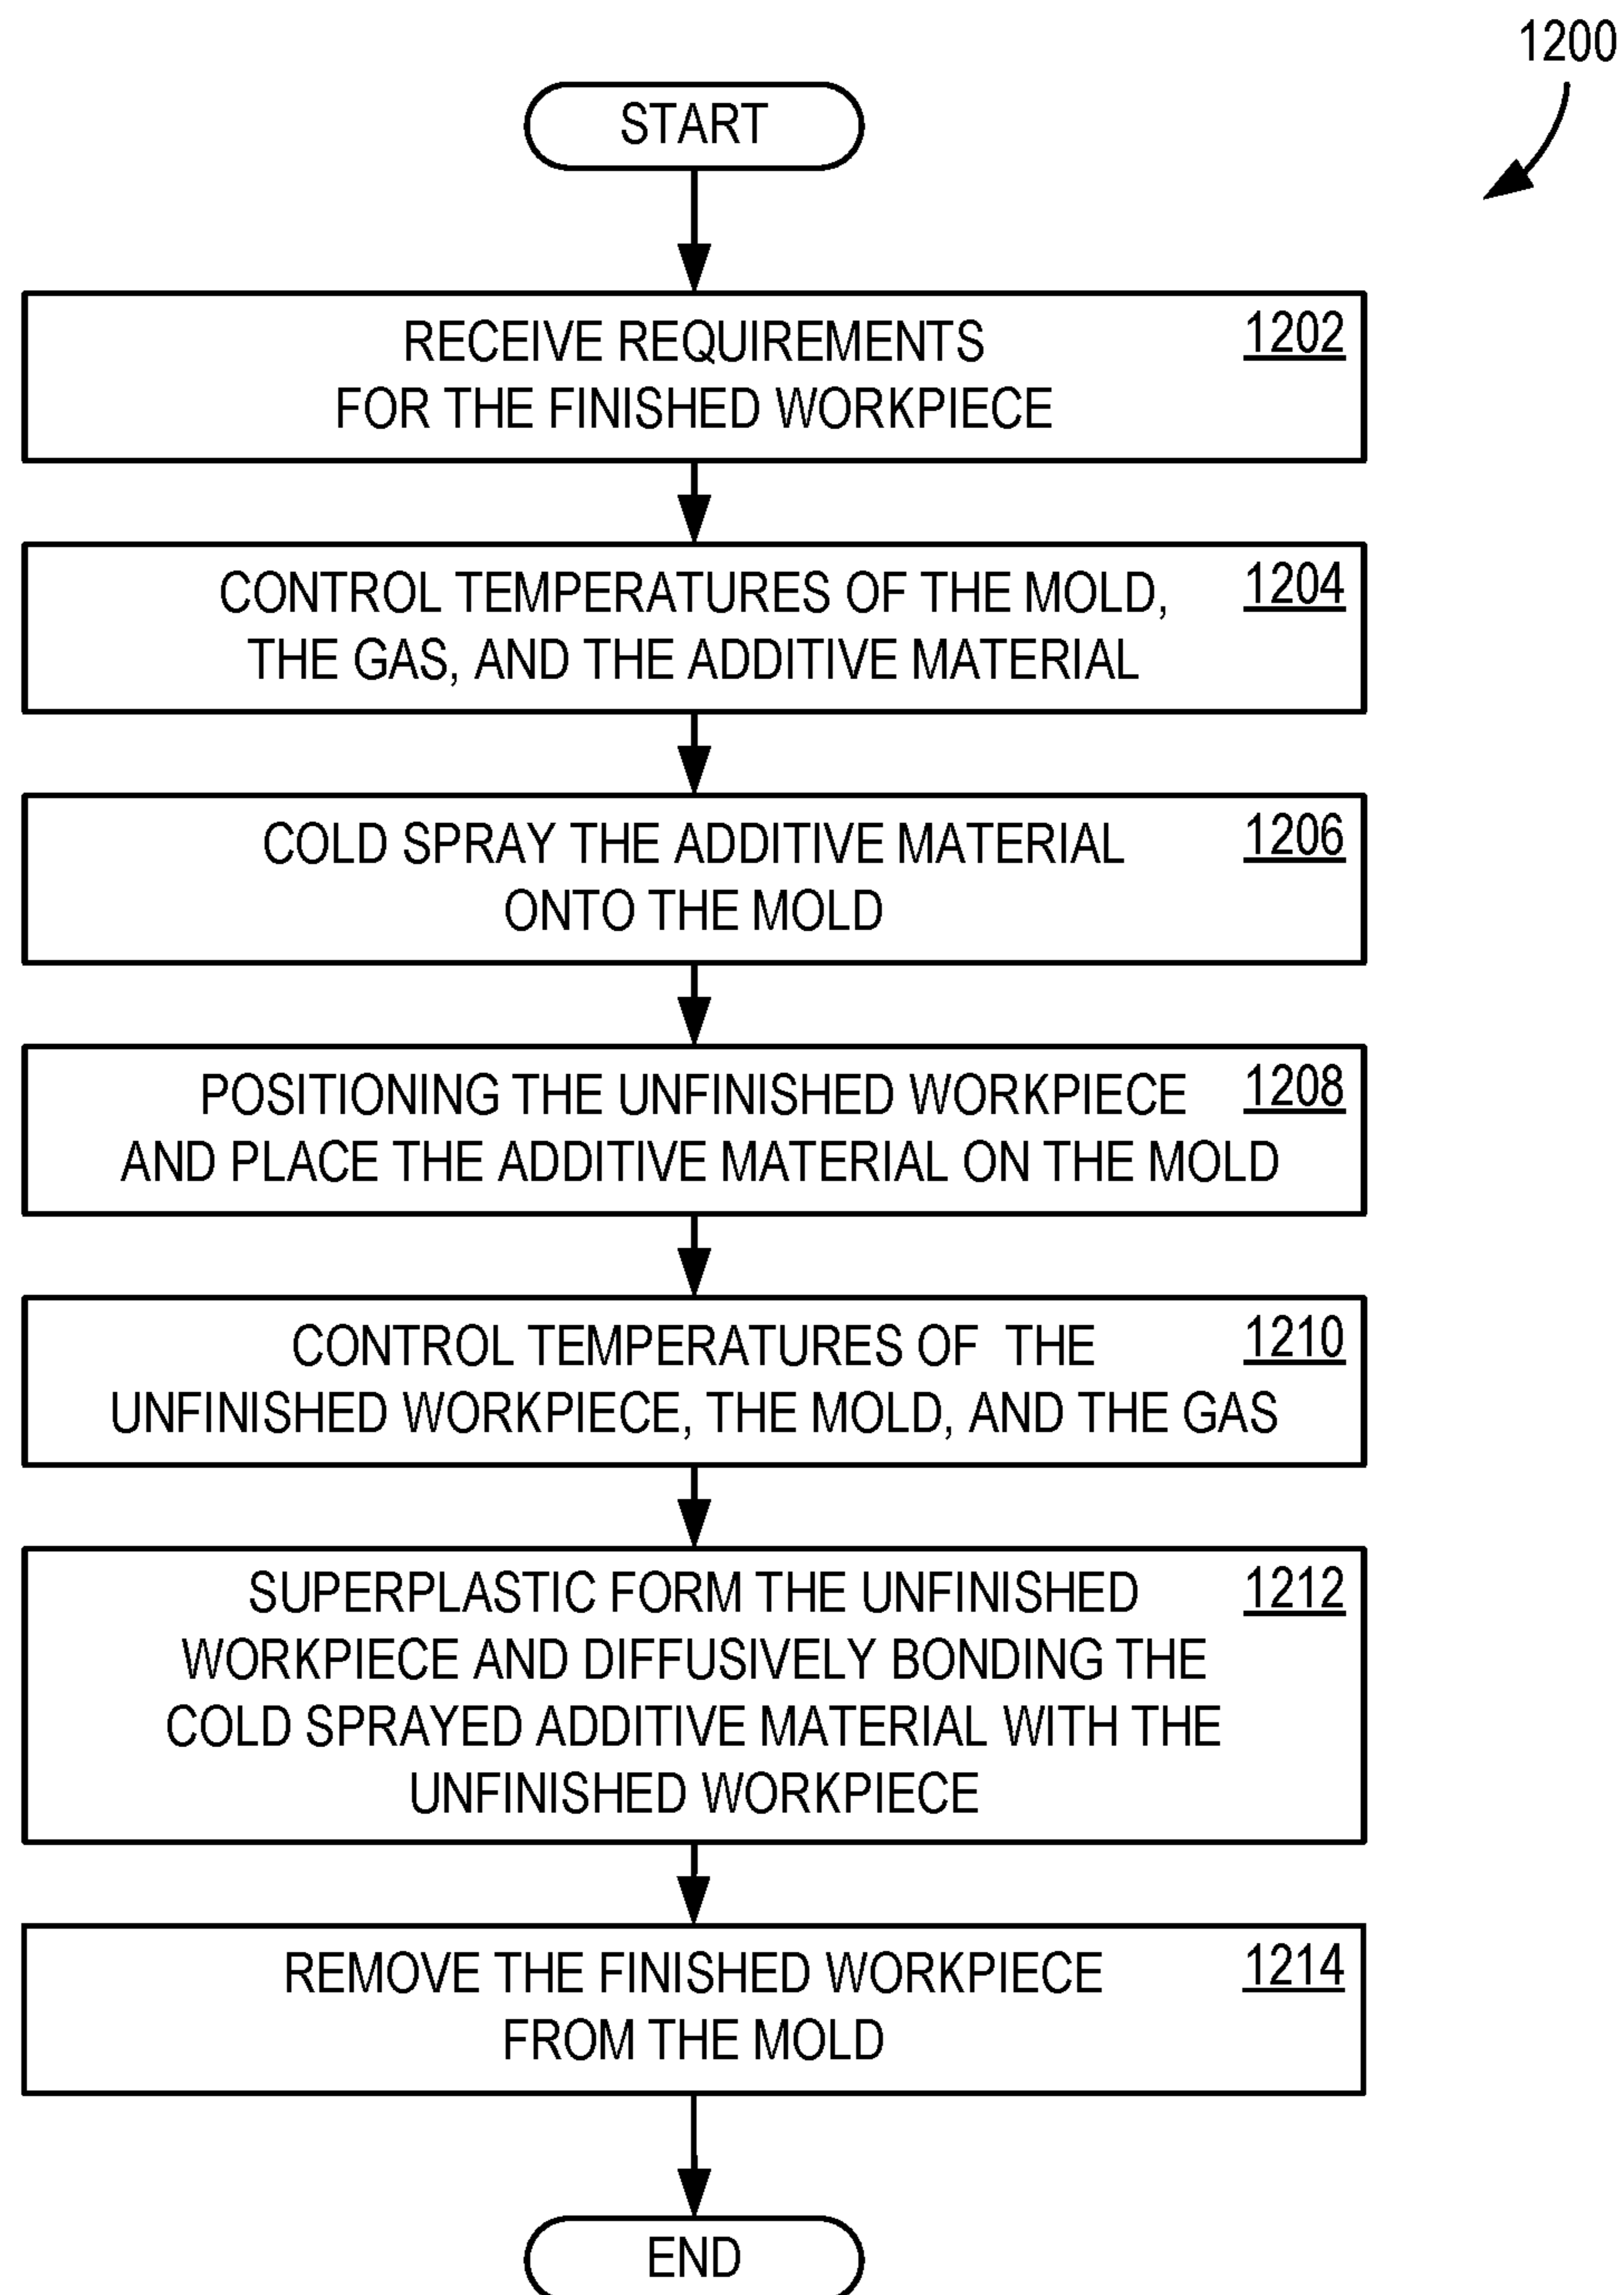 1200
START
RECEIVE REQUIREMENTS
1202
FOR THE FINISHED WORKPIECE
CONTROL TEMPERATURES OF THE MOLD,
1204
THE GAS, AND THE ADDITIVE MATERIAL
COLD SPRAY THE ADDITIVE MATERIAL
1206
ONTO THE MOLD
POSITIONING THE UNFINISHED WORKPIECE
1208
AND PLACE THE ADDITIVE MATERIAL ON THE MOLD
CONTROL TEMPERATURES OF THE
1210
UNFINISHED WORKPIECE, THE MOLD, AND THE GAS
SUPERPLASTIC FORM THE UNFINISHED
1212
WORKPIECE AND DIFFUSIVELY BONDING THE
COLD SPRAYED ADDITIVE MATERIAL WITH THE
UNFINISHED WORKPIECE
REMOVE THE FINISHED WORKPIECE
1214
FROM THE MOLD
END